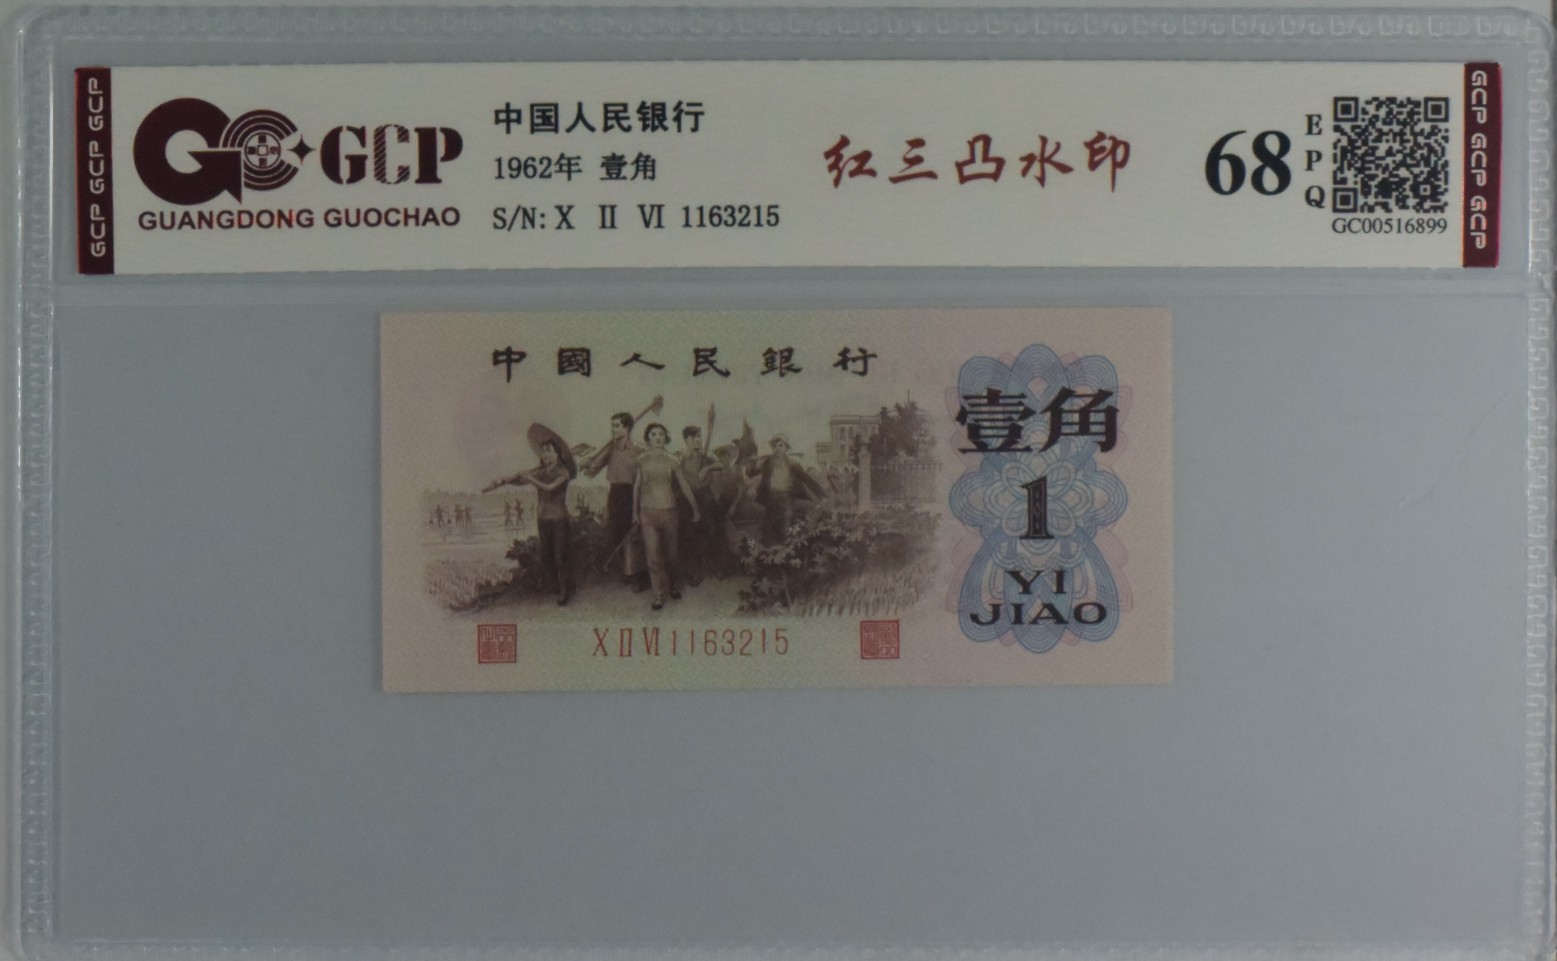 GCP GCP GCP
GCP
GUANGDONG GUOCHAO
中国人民银行
1962年 壹角
S/N: X II VI 1163215
红三凸水印
68
EPQ
GC00516899
GCP GCP GCP
中國人民銀行
壹角
1
YI
JIAO
X II VI 1163215